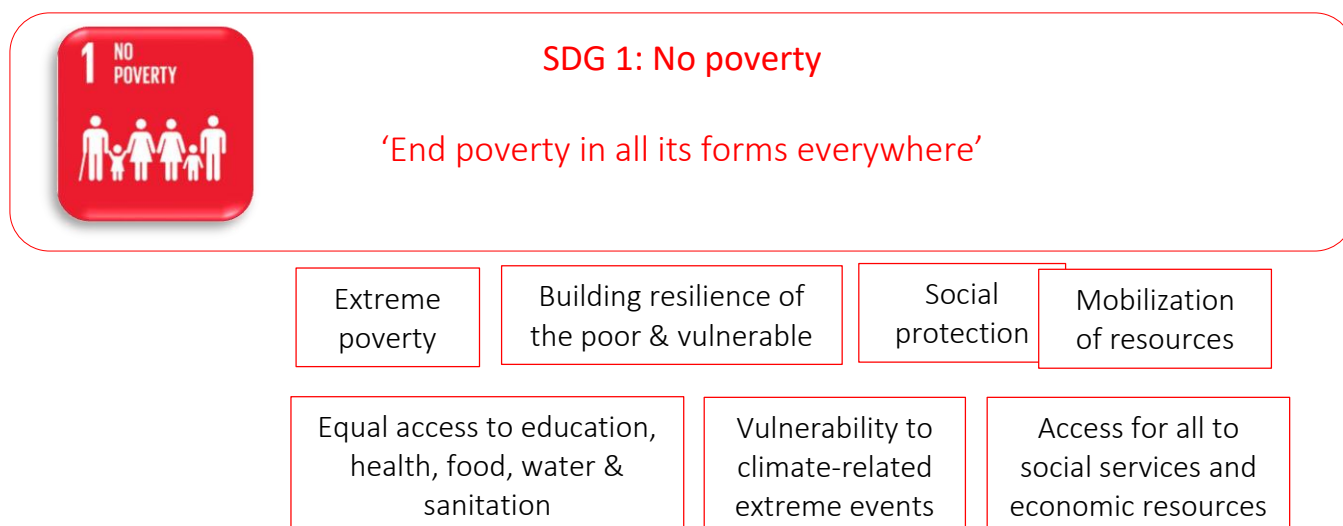 1 NO
POVERTY
SDG 1: No poverty
‘End poverty in all its forms everywhere’
Extreme
poverty
Building resilience of
the poor & vulnerable
Social
protection
Mobilization
of resources
Equal access to education,
health, food, water &
sanitation
Vulnerability to
climate-related
extreme events
Access for all to
social services and
economic resources